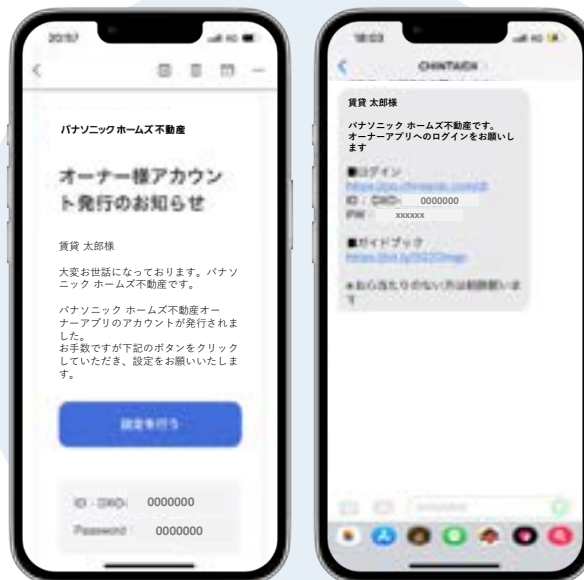 20:57
パナソニック ホームズ不動産
オーナー様アカウン
ト発行のお知らせ
賃貸 太郎様
大変お世話になっております。パナソ
ニック ホームズ不動産です。
パナソニック ホームズ不動産オー
ナーアプリのアカウントが発行されま
した。
お手数ですが下記のボタンをクリック
していただき、設定をお願いいたしま
す。
設定を行う
0000000
Password
0000000
18:03
賃貸 太郎様
パナソニック ホームズ不動産です。
オーナーアプリへのログインをお願いし
ます
■ログイン
0000000
xxxxxx
■ガイドブック